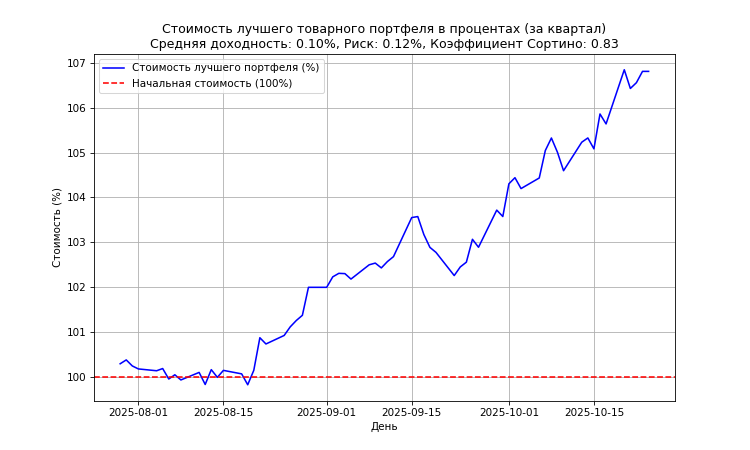 Стоимость лучшего товарного портфеля в процентах (за квартал)
Средняя доходность: 0.10%, Риск: 0.12%, Коэффициент Сортино: 0.83
Стоимость лучшего портфеля (%)
Начальная стоимость (100%)
Стоимость (%)
107
106
105
104
103
102
101
100
2025-08-01 2025-08-15 2025-09-01 2025-09-15 2025-10-01 2025-10-15
День